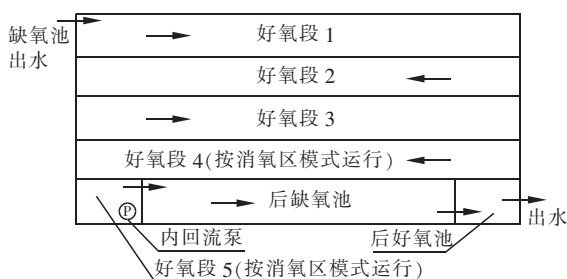 缺氧池
出水
好氧段 1
好氧段 2
好氧段 3
好氧段 4(按消氧区模式运行)
后缺氧池
P
内回流泵
后好氧池
出水
好氧段 5(按消氧区模式运行)